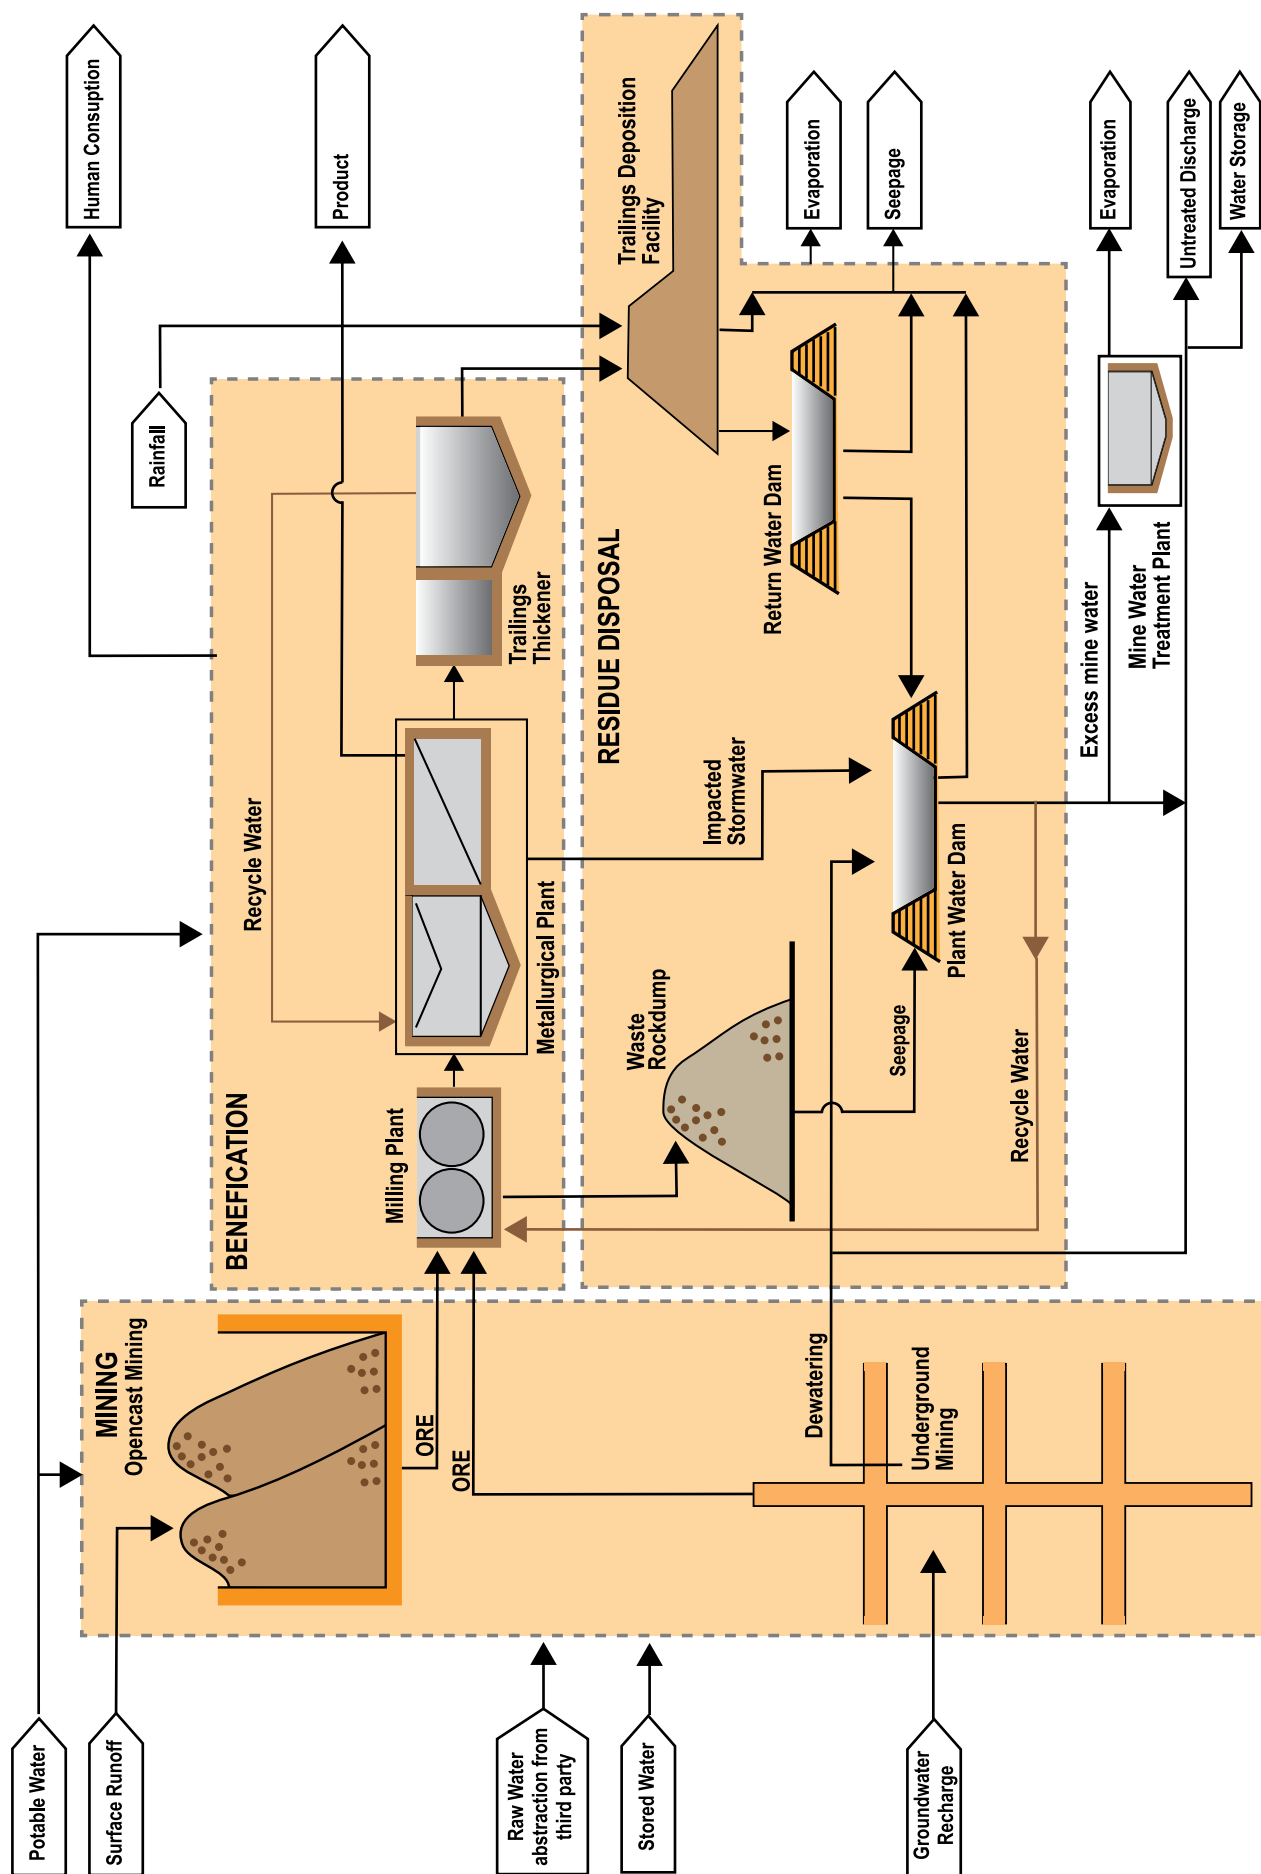 Potable Water
Surface Runoff
Raw Water
abstraction from
third party
Stored Water
Groundwater
Recharge
MINING
Opencast Mining
ORE
ORE
Dewatering
Underground
Mining
BENEFICATION
Milling Plant
Recycle Water
Metallurgical Plant
Trailings
Thickener
Rainfall
Human Consuption
Product
RESIDUE DISPOSAL
Waste
Rockdump
Seepage
Impacted
Stormwater
Plant Water Dam
Recycle Water
Return Water Dam
Trailings Deposition
Facility
Evaporation
Seepage
Excess mine water
Mine Water
Treatment Plant
Evaporation
Untreated Discharge
Water Storage